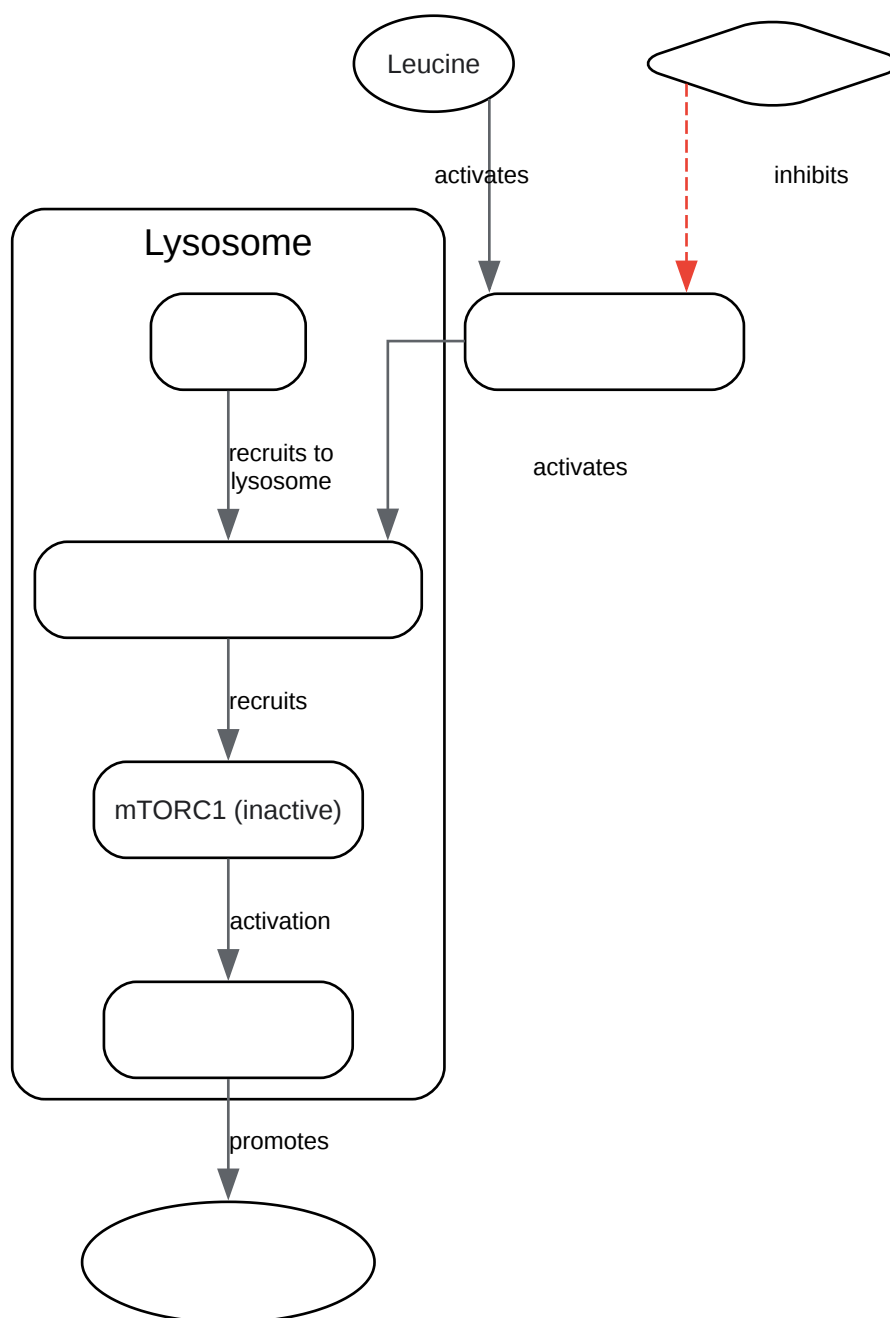 Leucine
activates
inhibits
Lysosome
recruits to
lysosome
activates
recruits
mTORC1 (inactive)
activation
promotes